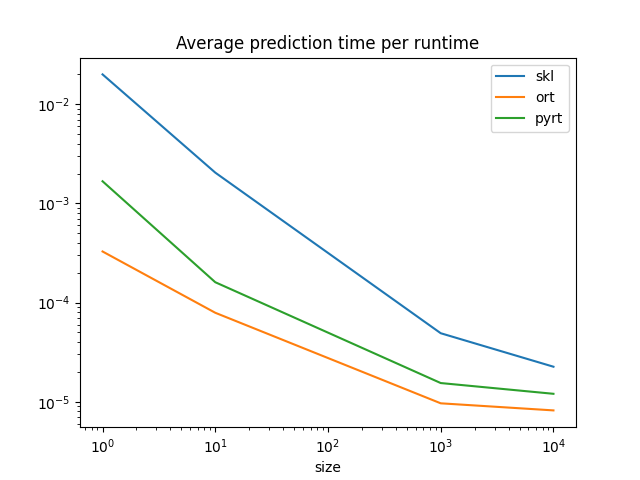 Average prediction time per runtime
skl
ort
pyrt
10⁻²
10⁻³
10⁻⁴
10⁻⁵
10⁰ 10¹ 10² 10³ 10⁴
size